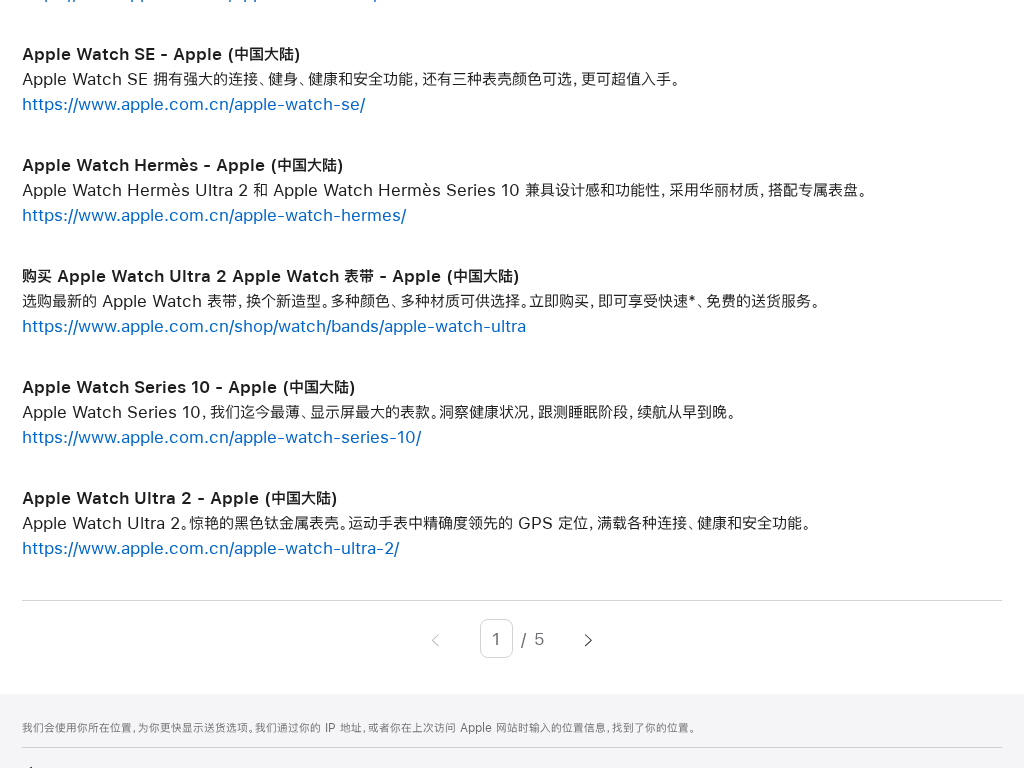 Apple Watch SE - Apple (中国大陆)
Apple Watch SE 拥有强大的连接、健身、健康和安全功能，还有三种表壳颜色可选，更可超值入手。
https://www.apple.com.cn/apple-watch-se/
Apple Watch Hermès - Apple (中国大陆)
Apple Watch Hermès Ultra 2 和 Apple Watch Hermès Series 10 兼具设计感和功能性，采用华丽材质，搭配专属表盘。
https://www.apple.com.cn/apple-watch-hermes/
购买 Apple Watch Ultra 2 Apple Watch 表带 - Apple (中国大陆)
选购最新的 Apple Watch 表带，换个新造型。多种颜色、多种材质可供选择。立即购买，即可享受快速*、免费的送货服务。
https://www.apple.com.cn/shop/watch/bands/apple-watch-ultra
Apple Watch Series 10 - Apple (中国大陆)
Apple Watch Series 10，我们迄今最薄、显示屏最大的表款。洞察健康状况，跟测睡眠阶段，续航从早到晚。
https://www.apple.com.cn/apple-watch-series-10/
Apple Watch Ultra 2 - Apple (中国大陆)
Apple Watch Ultra 2。惊艳的黑色钛金属表壳。运动手表中精确度领先的 GPS 定位，满载各种连接、健康和安全功能。
https://www.apple.com.cn/apple-watch-ultra-2/
1 / 5
我们会使用你所在位置，为你更快显示送货选项。我们通过你的 IP 地址，或者你在上次访问 Apple 网站时输入的位置信息，找到了你的位置。